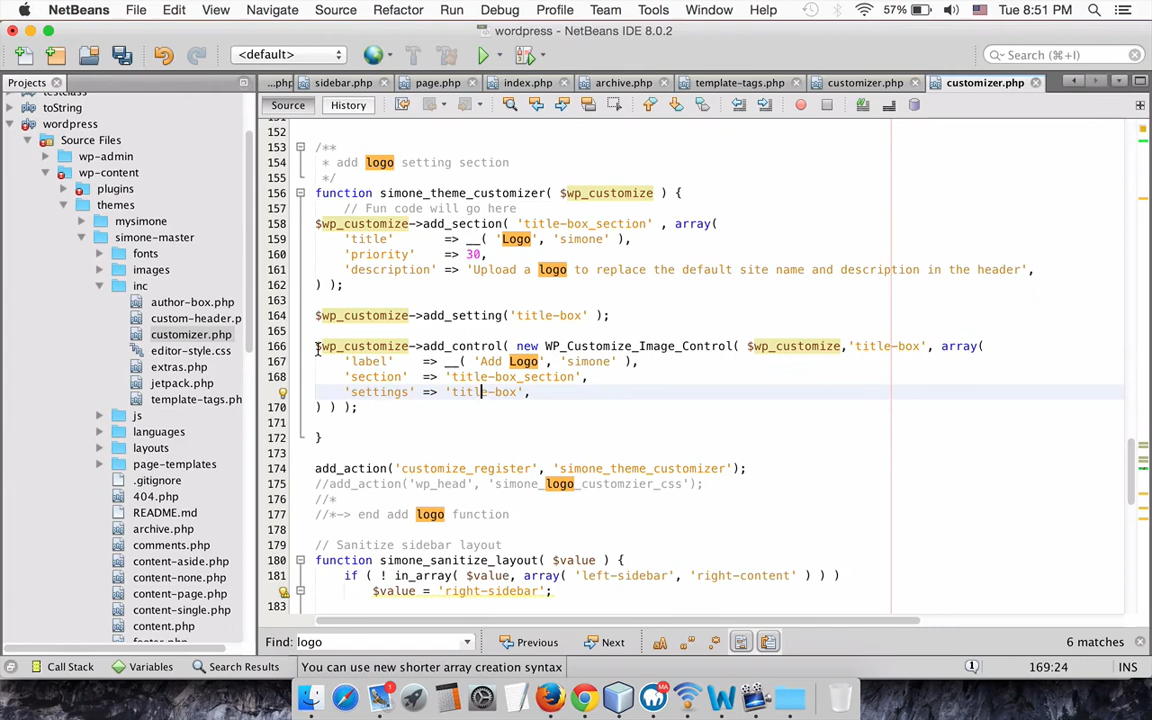 NetBeans File Edit View Navigate Source Refactor Run Debug Profile Team Tools Window Help 57% Tue 8:51 PM
wordpress – NetBeans IDE 8.0.2
<default> Search (⌘+I)
Projects ...php sidebar.php page.php index.php archive.php template-tags.php customizer.php customizer.php
Source History
toString
wordpress
Source Files
wp-admin
wp-content
plugins
themes
mysimone
simone-master
fonts
images
inc
author-box.php
custom-header.p
customizer.php
editor-style.css
extras.php
jetpack.php
template-tags.ph
js
languages
layouts
page-templates
.gitignore
404.php
README.md
archive.php
comments.php
content-aside.php
content-none.php
content-page.php
content-single.php
content.php
footer.php
151
152
153 /**
154 * add logo setting section
155 */
156 function simone_theme_customizer( $wp_customize ) {
157 // Fun code will go here
158 $wp_customize->add_section( 'title-box_section' , array(
159 'title' => __( 'Logo', 'simone' ),
160 'priority' => 30,
161 'description' => 'Upload a logo to replace the default site name and description in the header',
162 ) );
163
164 $wp_customize->add_setting('title-box' );
165
166 $wp_customize->add_control( new WP_Customize_Image_Control( $wp_customize,'title-box', array(
167 'label' => __( 'Add Logo', 'simone' ),
168 'section' => 'title-box_section',
'settings' => 'title-box',
170 ) ) );
171
172 }
173
174 add_action('customize_register', 'simone_theme_customizer');
175 //add_action('wp_head', 'simone_logo_customzier_css');
176 //*
177 //*-> end add logo function
178
179 // Sanitize sidebar layout
180 function simone_sanitize_layout( $value ) {
181 if ( ! in_array( $value, array( 'left-sidebar', 'right-content' ) ) )
$value = 'right-sidebar';
183
Find: logo Previous Next 6 matches
Call Stack Variables Search Results You can use new shorter array creation syntax 1 169:24 INS
1 MA